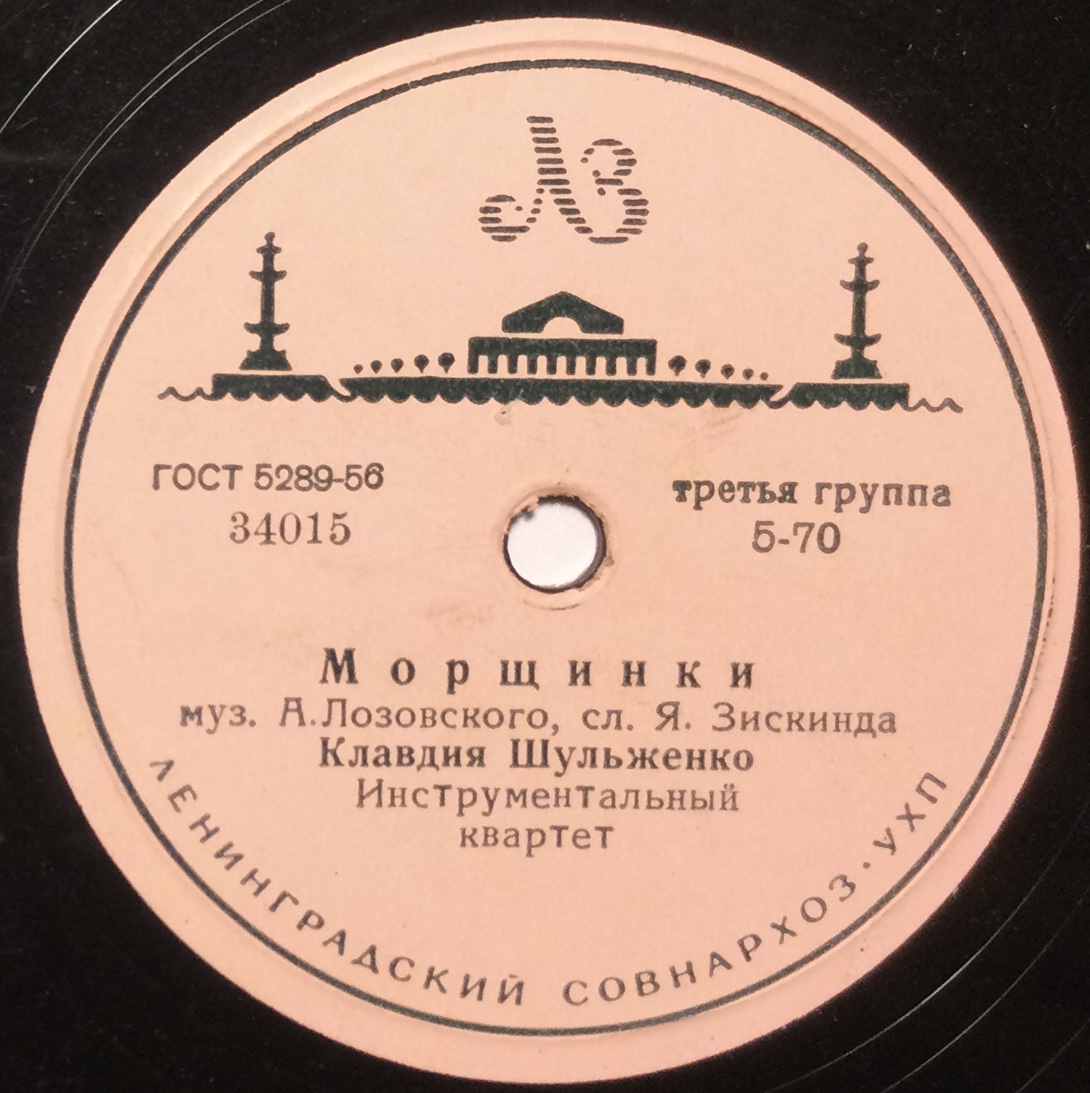 ЛЗ
ГОСТ 5289-56
34015
третья группа
5-70
Морщинки
муз. А.Лозовского, сл. Я. Зискинда
Клавдия Шульженко
Инструментальный
квартет
ЛЕНИНГРАДСКИЙ СОВНАРХОЗ·УХП